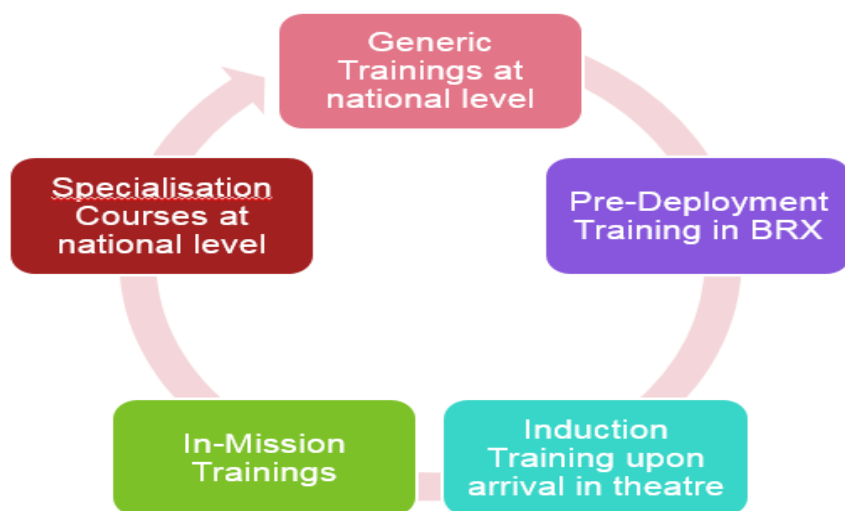 Generic
Trainings at
national level
Pre-Deployment
Training in BRX
Induction
Training upon
arrival in theatre
In-Mission
Trainings
Specialisation
Courses at
national level